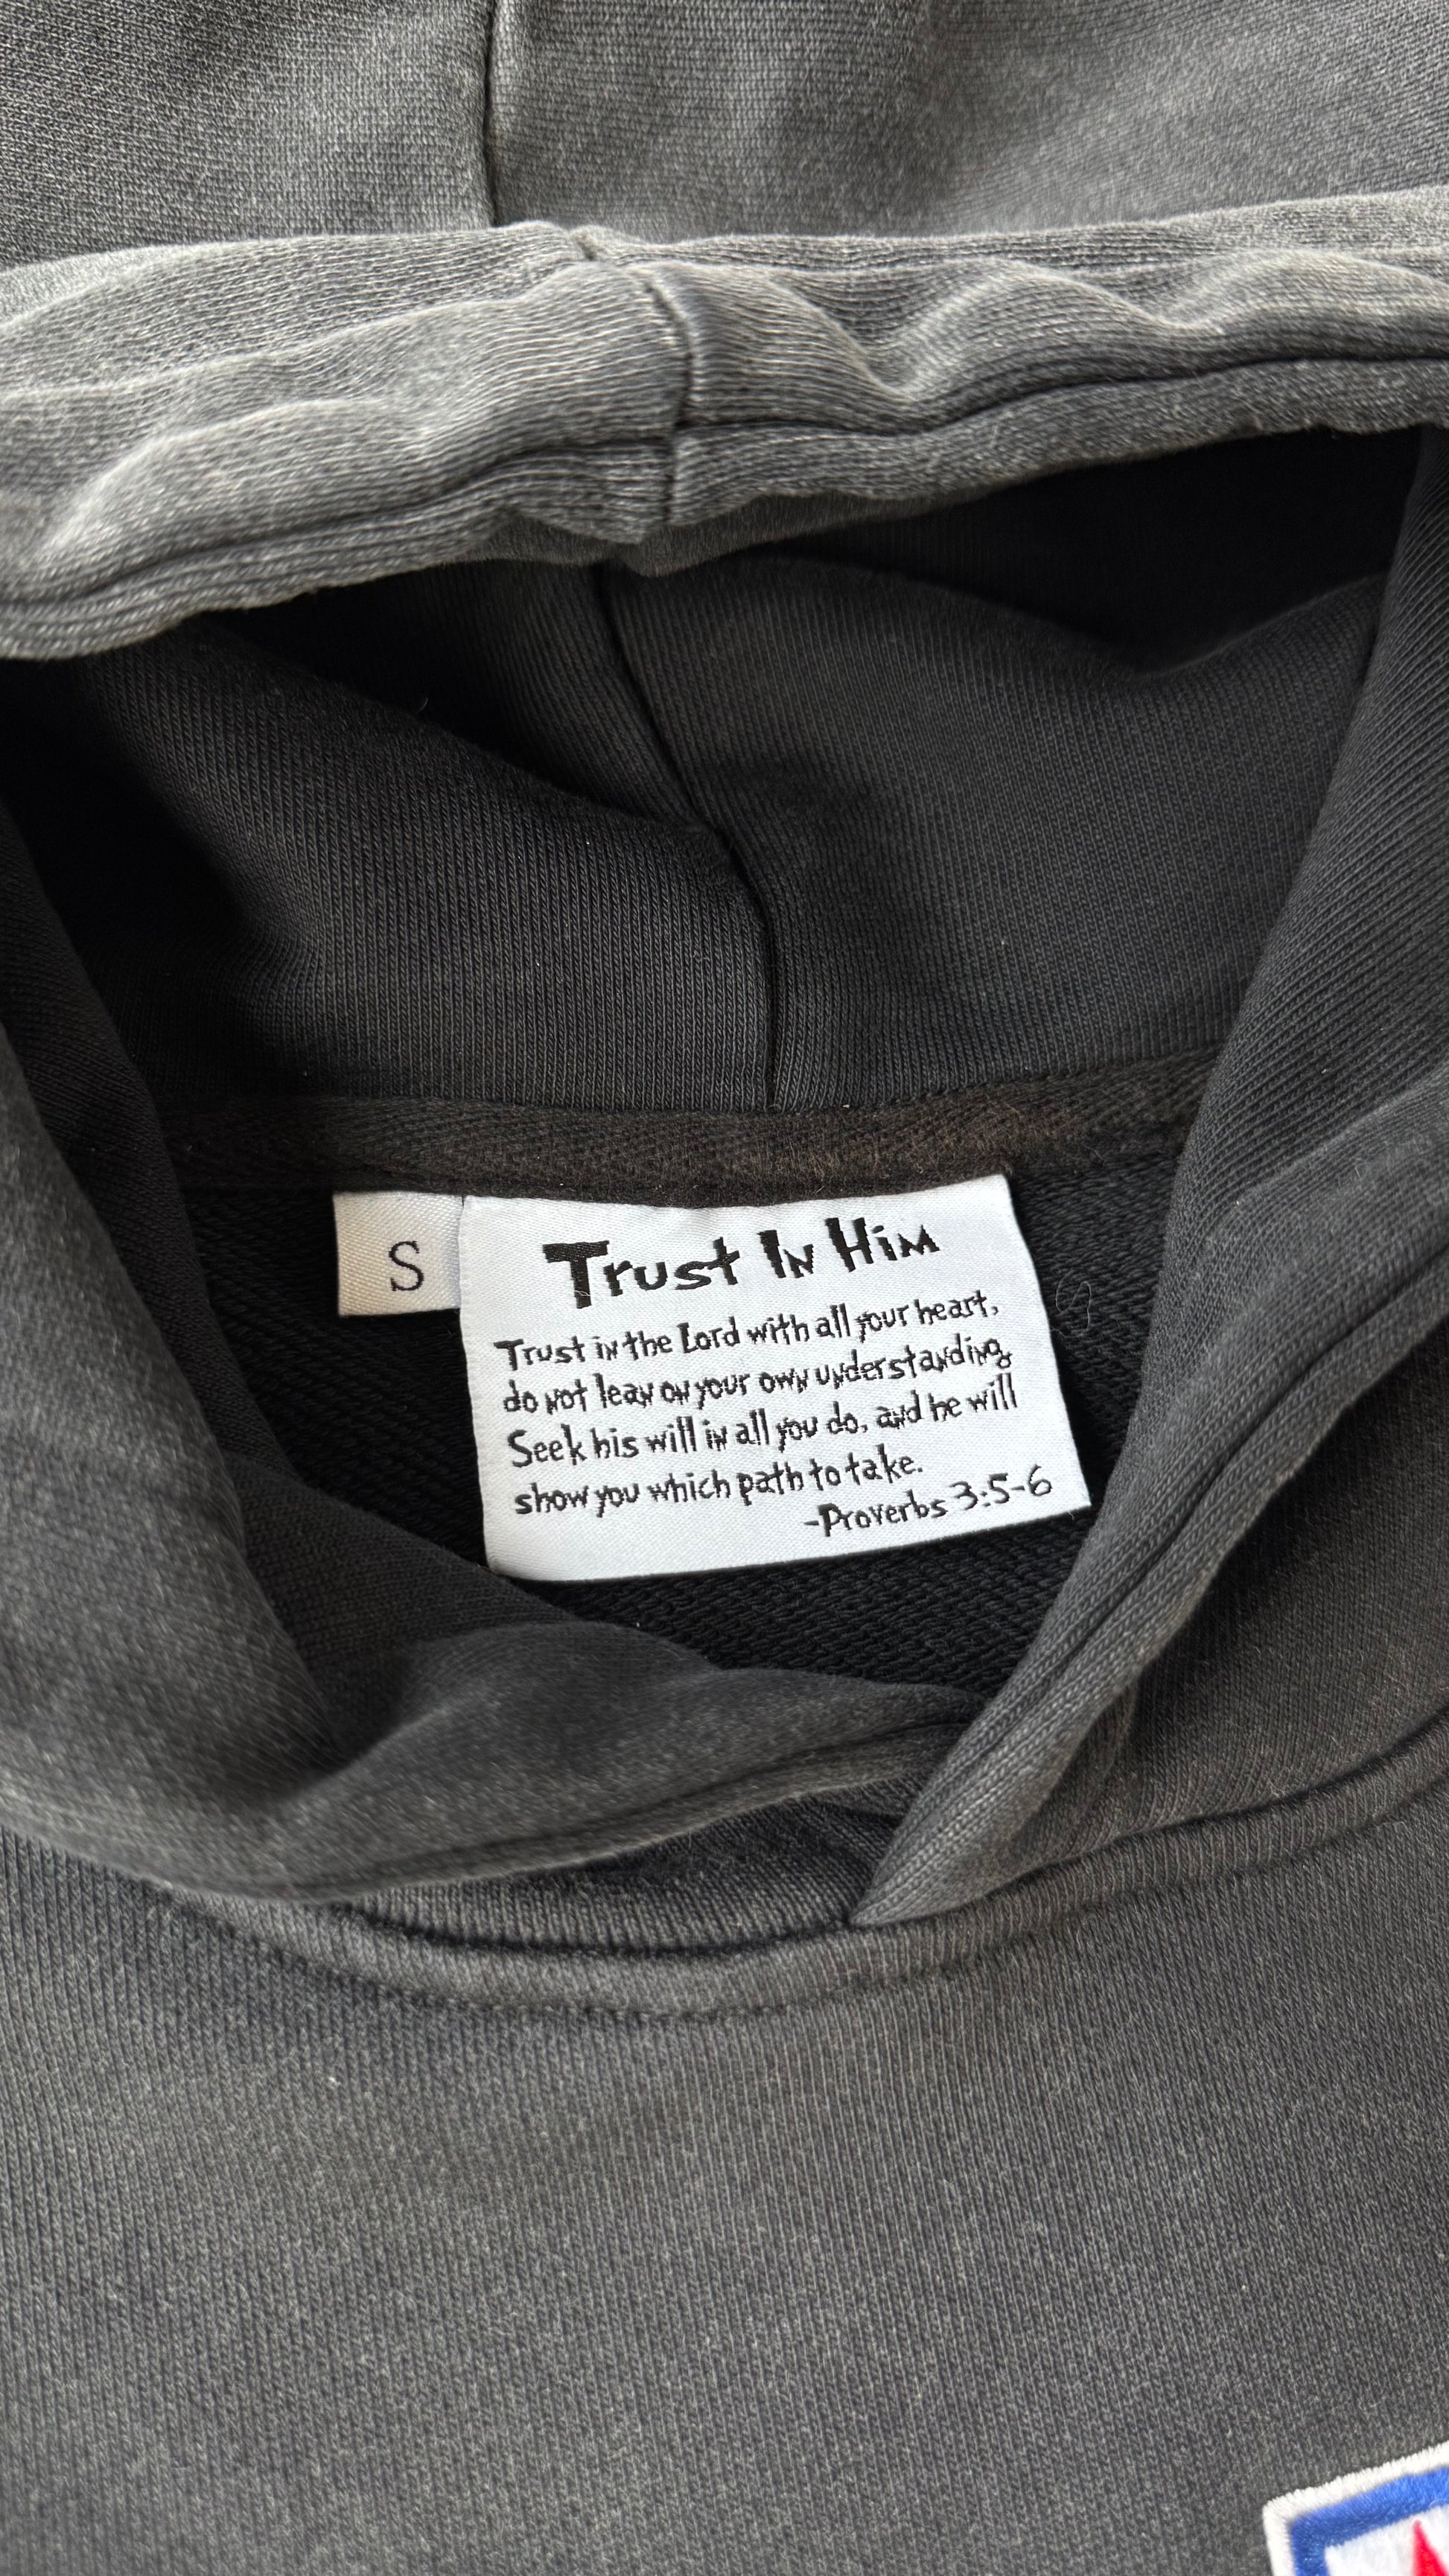 S
Trust In Him
Trust in the Lord with all your heart,
do not lean on your own understanding
Seek his will in all you do, and he will
show you which path to take.
-Proverbs 3:5-6